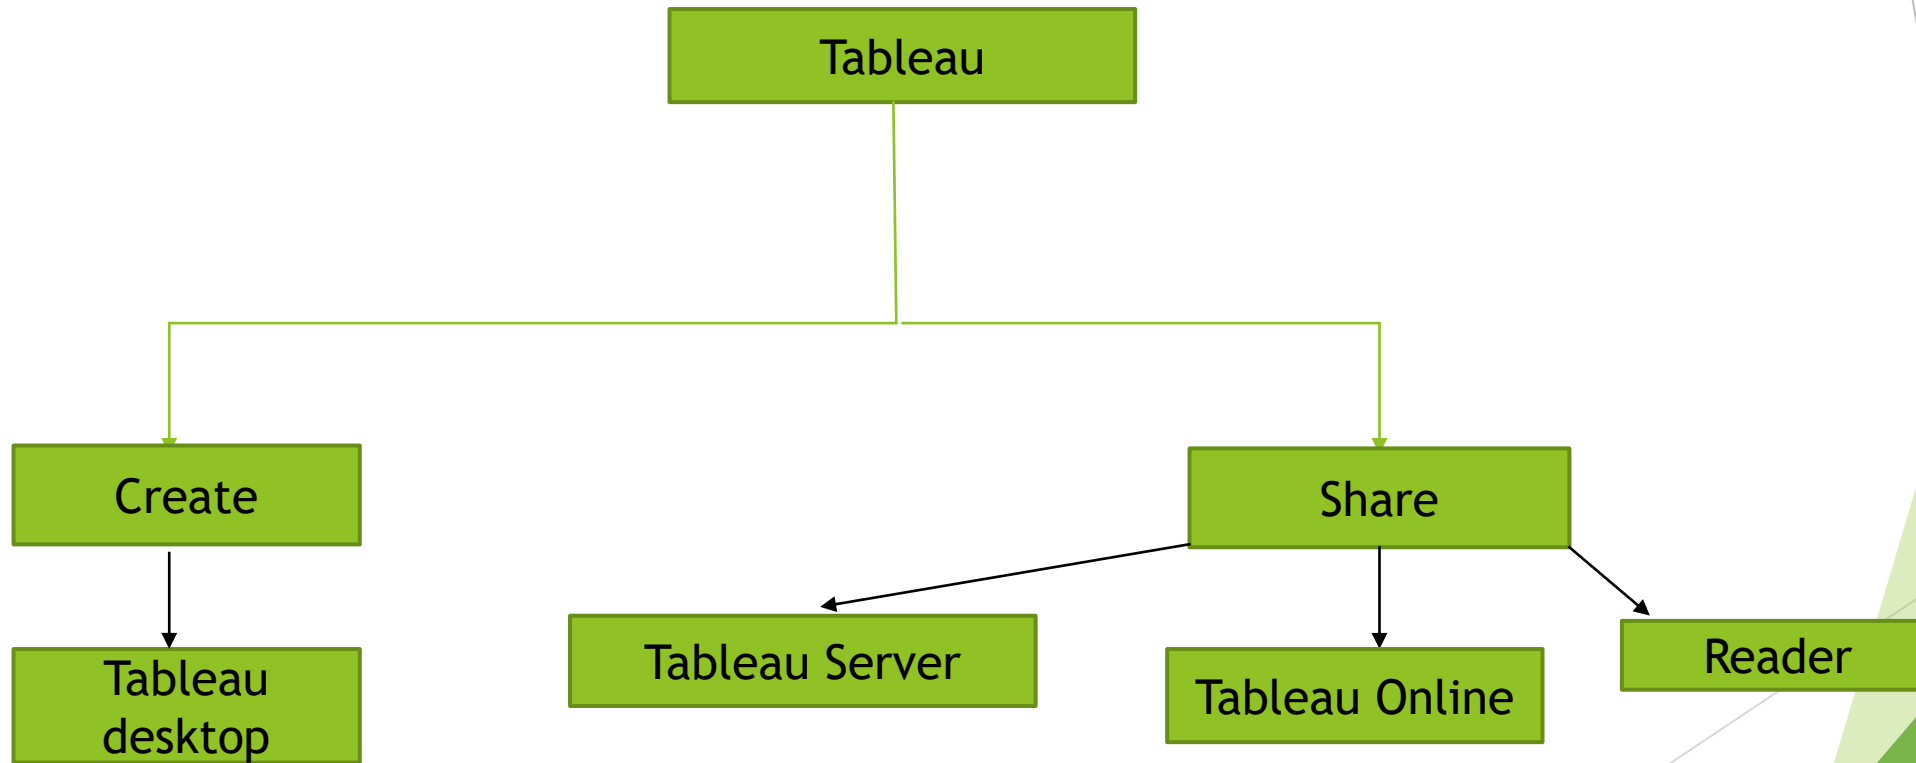 Tableau
Create
Share
Tableau
desktop
Tableau Server
Tableau Online
Reader